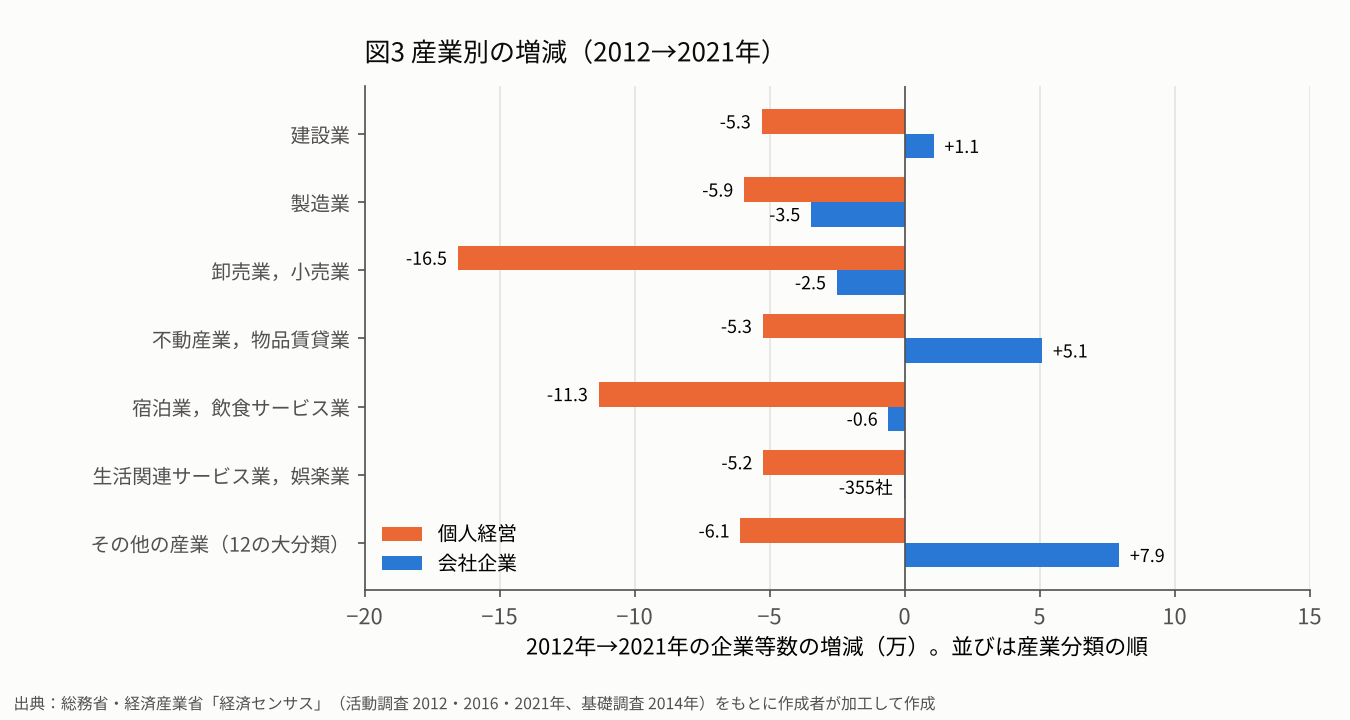 図3 産業別の増減（2012→2021年）
建設業
-5.3
+1.1
製造業
-5.9
-3.5
卸売業，小売業
-16.5
-2.5
不動産業，物品賃貸業
-5.3
+5.1
宿泊業，飲食サービス業
-11.3
-0.6
生活関連サービス業，娯楽業
-5.2
-355社
その他の産業（12の大分類）
-6.1
+7.9
個人経営
会社企業
−20 −15 −10 −5 0 5 10 15
2012年→2021年の企業等数の増減（万）。並びは産業分類の順
出典：総務省・経済産業省「経済センサス」（活動調査 2012・2016・2021年、基礎調査 2014年）をもとに作成者が加工して作成